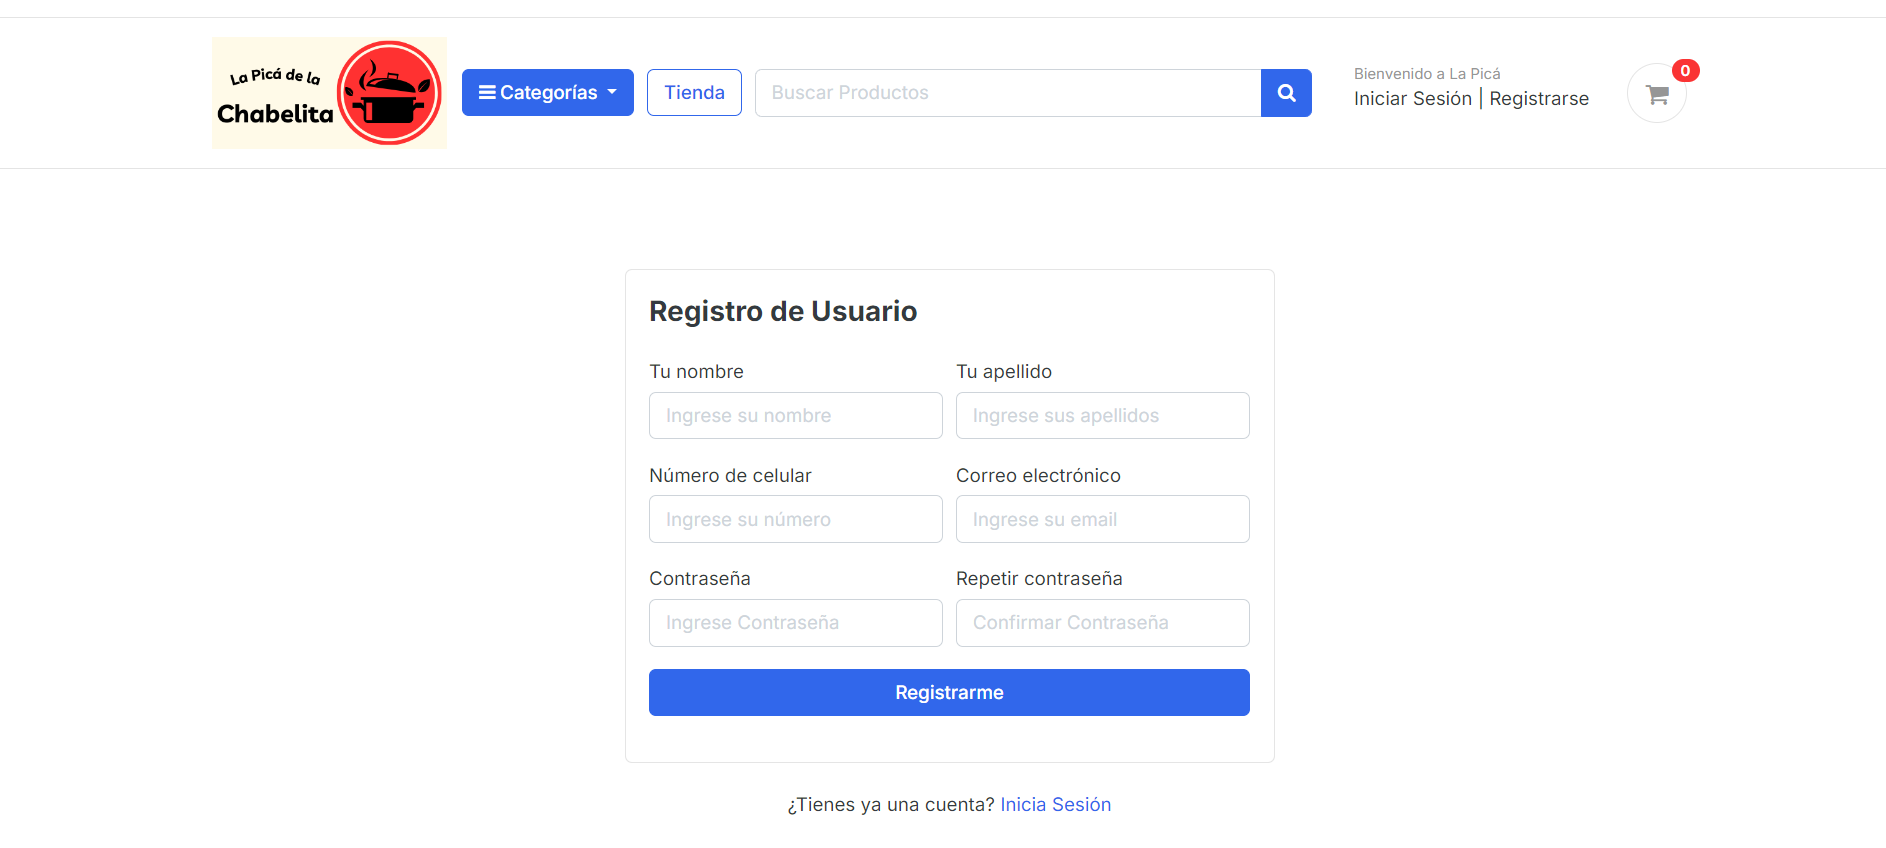 La Picá de la
Chabelita
Categorías
Tienda
Buscar Productos
Bienvenido a La Picá
Iniciar Sesión | Registrarse
0
Registro de Usuario
Tu nombre
Tu apellido
Ingrese su nombre
Ingrese sus apellidos
Número de celular
Correo electrónico
Ingrese su número
Ingrese su email
Contraseña
Repetir contraseña
Ingrese Contraseña
Confirmar Contraseña
Registrarme
¿Tienes ya una cuenta? Inicia Sesión